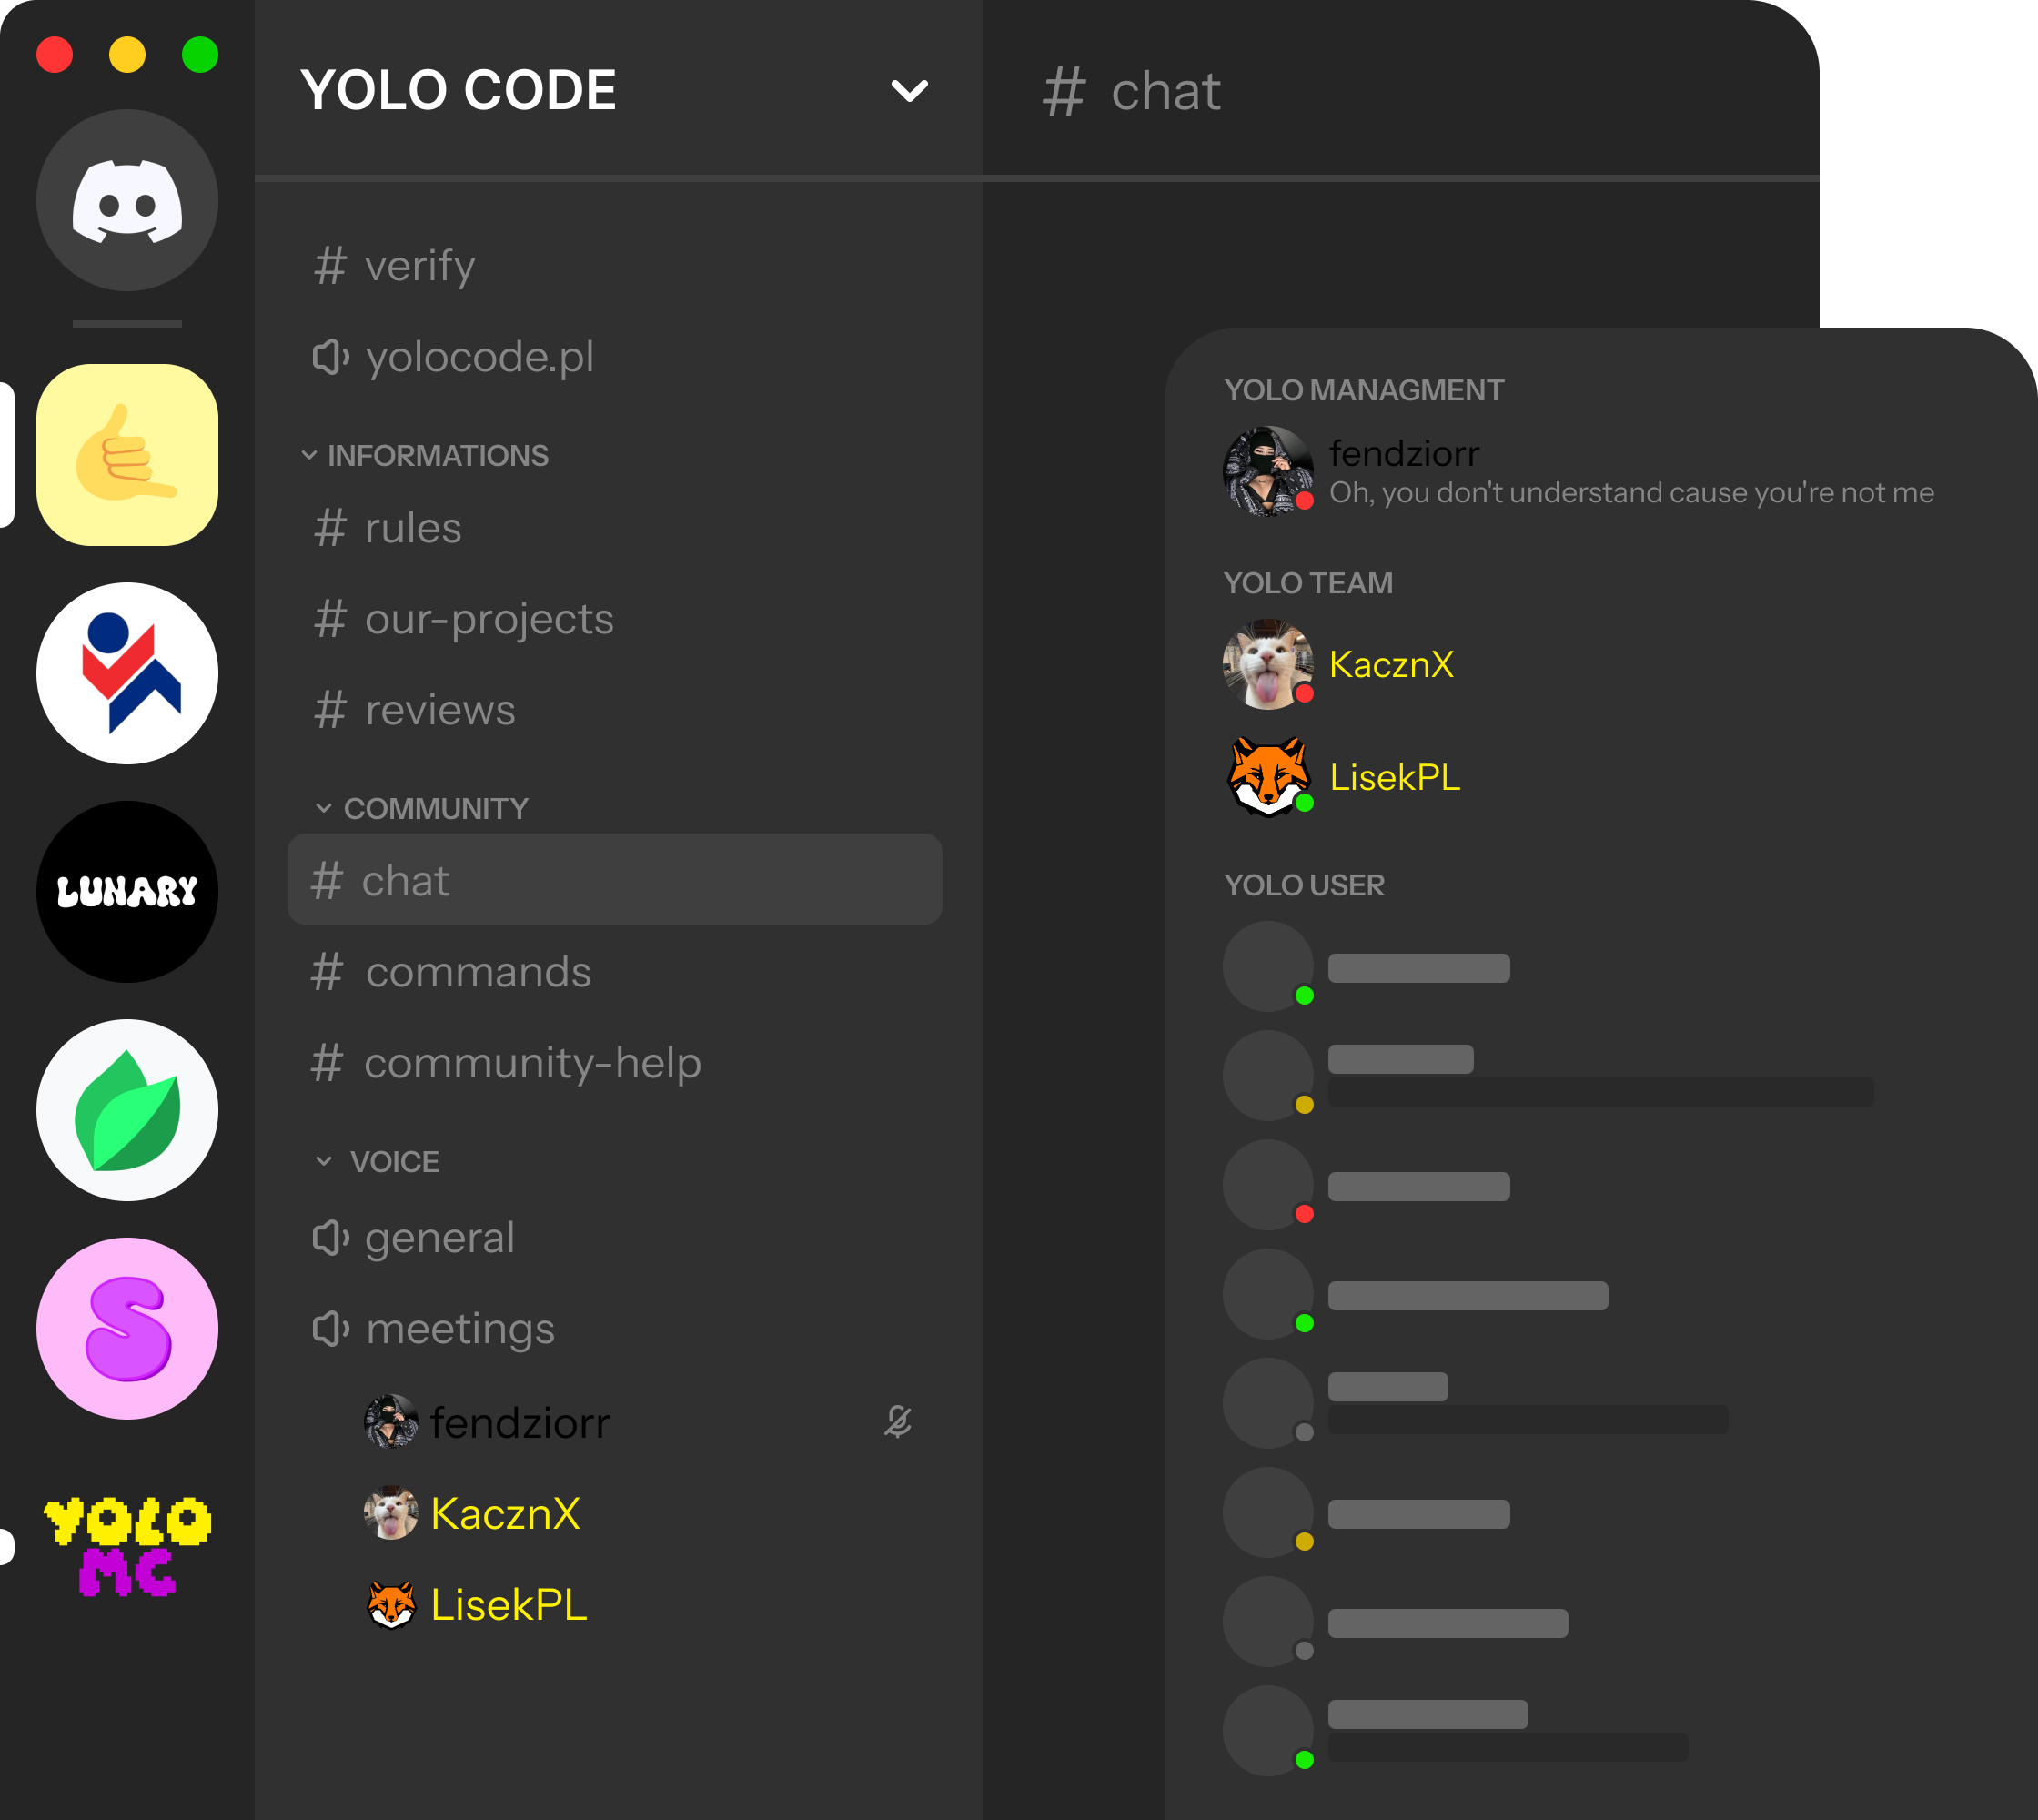 LUNARY
S
YOLO
MC
YOLO CODE
# verify
yolocode.pl
INFORMATIONS
# rules
# our-projects
# reviews
COMMUNITY
# chat
# commands
# community-help
VOICE
general
meetings
fendziorr
KacznX
LisekPL
# chat
YOLO MANAGMENT
fendziorr
Oh, you don't understand cause you're not me
YOLO TEAM
KacznX
LisekPL
YOLO USER